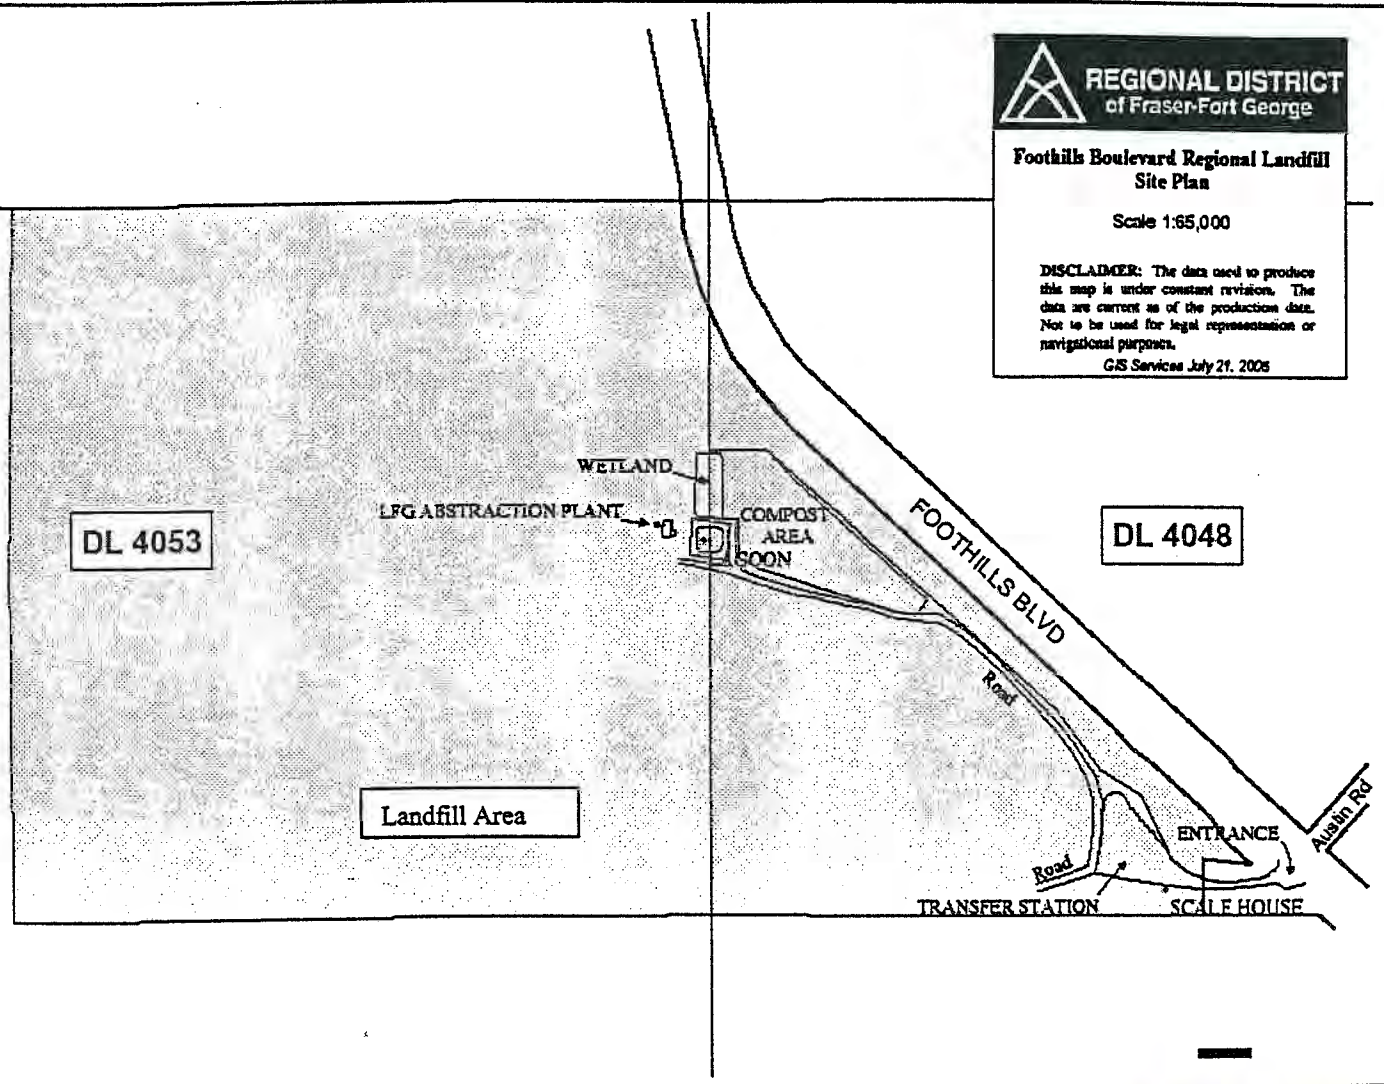 REGIONAL DISTRICT
of Fraser-Fort George
Foothills Boulevard Regional Landfill
Site Plan
Scale 1:65,000
DISCLAIMER: The data used to produce
this map is under constant revision. The
data are current as of the production date.
Not to be used for legal representation or
navigational purposes.
GIS Services July 21, 2005
WETLAND
LFG ABSTRACTION PLANT
COMPOST
AREA
GOON
DL 4053
FOOTHILLS BLVD
DL 4048
Road
Landfill Area
Austin Rd
ENTRANCE
Road
TRANSFER STATION
SCALE HOUSE